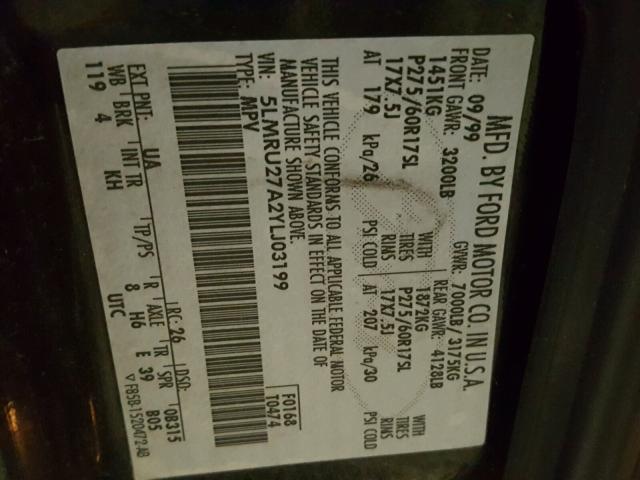 MFD. BY FORD MOTOR CO. IN U.S.A.
DATE: 09/99 GVWR: 7000LB/ 3175KG
FRONT GAWR: 3200LB REAR GAWR: 4128LB
1451KG WITH 1872KG WITH
P275/60R17SL TIRES P275/60R17SL TIRES
17X7.5J RIMS 17X7.5J RIMS
AT 179 kPa/26 PSI COLD AT 207 kPa/30 PSI COLD
THIS VEHICLE CONFORMS TO ALL APPLICABLE FEDERAL MOTOR
VEHICLE SAFETY STANDARDS IN EFFECT ON THE DATE OF
MANUFACTURE SHOWN ABOVE.
VIN: 5LMRU27A2YLJ03199 F0168
TYPE: MPV T0474
EXT PNT: UA RC: 26 DSO:
WB BRK INT TR TP/PS R AXLE TR SPR 0B315
119 4 KH 8 H6 E 39 B05
UTC ▽ F85B-1520472-AB